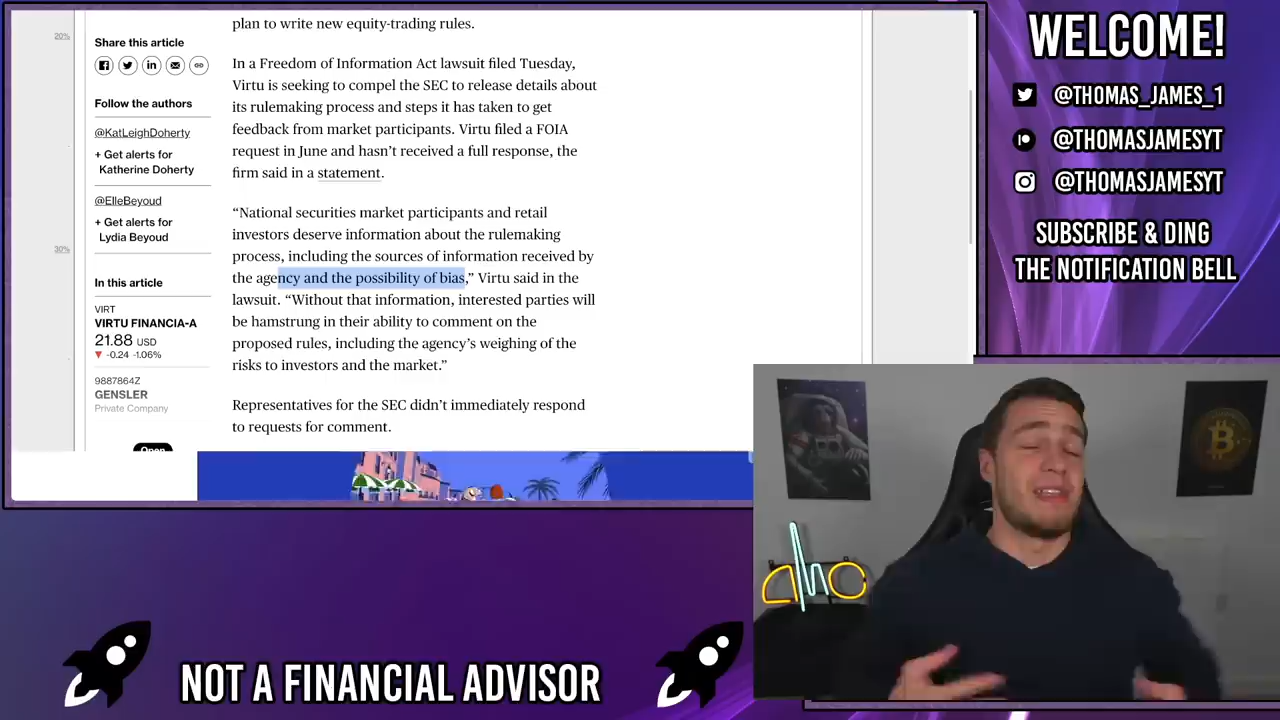 plan to write new equity-trading rules.
20%
Share this article
In a Freedom of Information Act lawsuit filed Tuesday,
Virtu is seeking to compel the SEC to release details about
its rulemaking process and steps it has taken to get
feedback from market participants. Virtu filed a FOIA
request in June and hasn’t received a full response, the
firm said in a statement.
Follow the authors
@KatLeighDoherty
+ Get alerts for
Katherine Doherty
@ElleBeyoud
+ Get alerts for
Lydia Beyoud
“National securities market participants and retail
investors deserve information about the rulemaking
process, including the sources of information received by
the agency and the possibility of bias,” Virtu said in the
lawsuit. “Without that information, interested parties will
be hamstrung in their ability to comment on the
proposed rules, including the agency’s weighing of the
risks to investors and the market.”
30%
In this article
VIRT
VIRTU FINANCIA-A
21.88 USD
▼ -0.24 -1.06%
9887864Z
GENSLER
Private Company
Open
Representatives for the SEC didn’t immediately respond
to requests for comment.
WELCOME!
@THOMAS_JAMES_1
@THOMASJAMESYT
@THOMASJAMESYT
SUBSCRIBE & DING
THE NOTIFICATION BELL
NOT A FINANCIAL ADVISOR